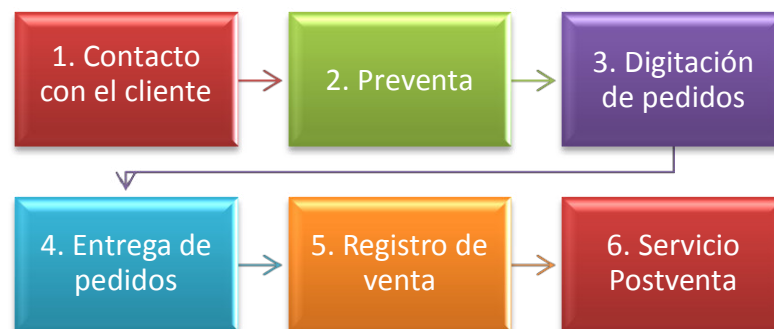 1. Contacto
con el cliente
2. Preventa
3. Digitación
de pedidos
4. Entrega de
pedidos
5. Registro de
venta
6. Servicio
Postventa